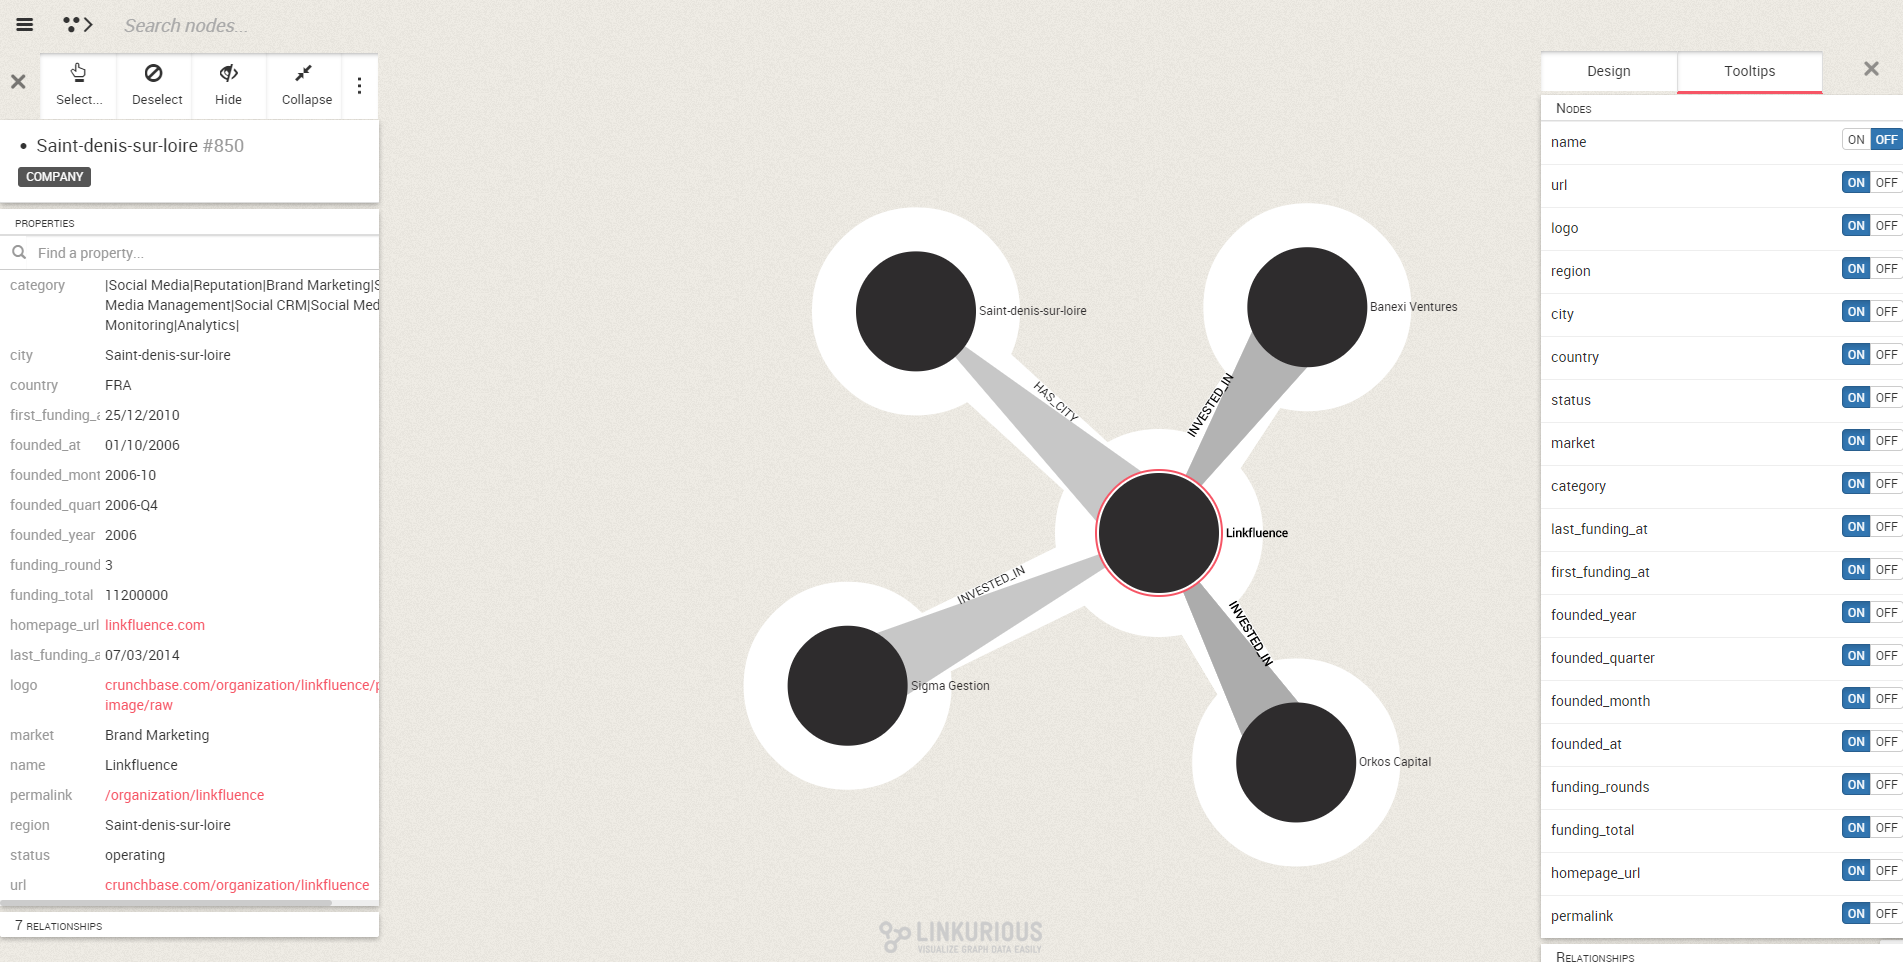 Search nodes...
Select...
Deselect
Hide
Collapse
Saint-denis-sur-loire #850
COMPANY
PROPERTIES
Find a property...
category |Social Media|Reputation|Brand Marketing|S
Media Management|Social CRM|Social Med
Monitoring|Analytics|
city Saint-denis-sur-loire
country FRA
first_funding_a 25/12/2010
founded_at 01/10/2006
founded_mont 2006-10
founded_quart 2006-Q4
founded_year 2006
funding_round 3
funding_total 11200000
homepage_url linkfluence.com
last_funding_a 07/03/2014
logo crunchbase.com/organization/linkfluence/p
image/raw
market Brand Marketing
name Linkfluence
permalink /organization/linkfluence
region Saint-denis-sur-loire
status operating
url crunchbase.com/organization/linkfluence
7 RELATIONSHIPS
Saint-denis-sur-loire
Banexi Ventures
HAS_CITY
INVESTED_IN
Linkfluence
INVESTED_IN
INVESTED_IN
Sigma Gestion
Orkos Capital
LINKURIOUS
VISUALIZE GRAPH DATA EASILY
Design
Tooltips
NODES
name ON OFF
url ON OFF
logo ON OFF
region ON OFF
city ON OFF
country ON OFF
status ON OFF
market ON OFF
category ON OFF
last_funding_at ON OFF
first_funding_at ON OFF
founded_year ON OFF
founded_quarter ON OFF
founded_month ON OFF
founded_at ON OFF
funding_rounds ON OFF
funding_total ON OFF
homepage_url ON OFF
permalink ON OFF
RELATIONSHIPS